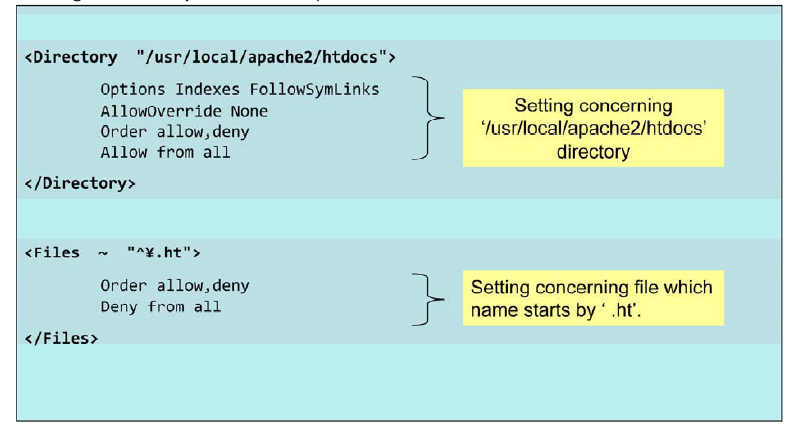 <Directory "/usr/local/apache2/htdocs">
Options Indexes FollowSymLinks
AllowOverride None
Order allow,deny
Allow from all
</Directory>
Setting concerning
‘/usr/local/apache2/htdocs’
directory
<Files ~ "^¥.ht">
Order allow,deny
Deny from all
</Files>
Setting concerning file which
name starts by ‘ .ht’.